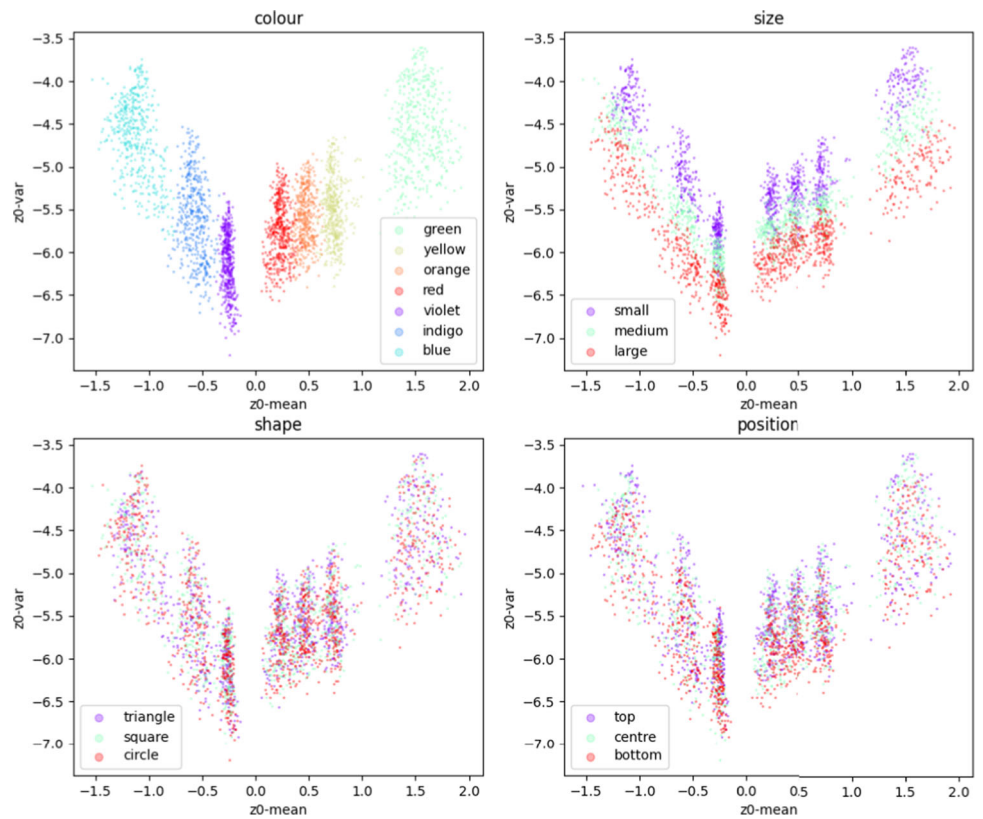 colour
size
−3.5
−4.0
−4.5
−5.0
−5.5
−6.0
−6.5
−7.0
z0-var
green
yellow
orange
red
violet
indigo
blue
−1.5 −1.0 −0.5 0.0 0.5 1.0 1.5 2.0
z0-mean
−3.5
−4.0
−4.5
−5.0
−5.5
−6.0
−6.5
−7.0
z0-var
small
medium
large
−1.5 −1.0 −0.5 0.0 0.5 1.0 1.5 2.0
z0-mean
shape
position
−3.5
−4.0
−4.5
−5.0
−5.5
−6.0
−6.5
−7.0
z0-var
triangle
square
circle
−1.5 −1.0 −0.5 0.0 0.5 1.0 1.5 2.0
z0-mean
−3.5
−4.0
−4.5
−5.0
−5.5
−6.0
−6.5
−7.0
z0-var
top
centre
bottom
−1.5 −1.0 −0.5 0.0 0.5 1.0 1.5 2.0
z0-mean